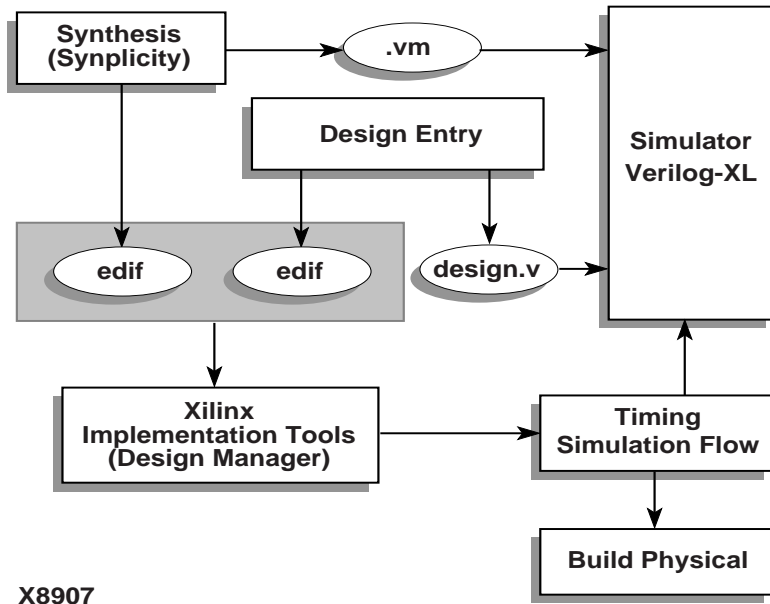 Synthesis
(Synplicity)
.vm
Design Entry
Simulator
Verilog-XL
edif
edif
design.v
Xilinx
Implementation Tools
(Design Manager)
Timing
Simulation Flow
Build Physical
X8907